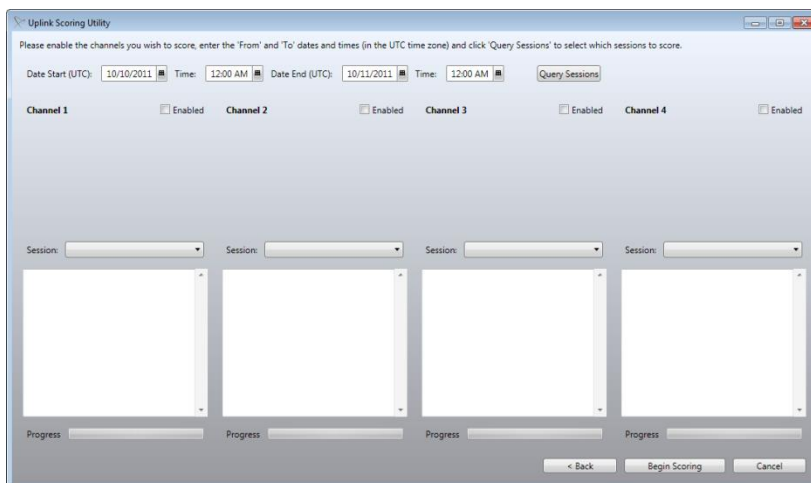 Uplink Scoring Utility
Please enable the channels you wish to score, enter the 'From' and 'To' dates and times (in the UTC time zone) and click 'Query Sessions' to select which sessions to score.
Date Start (UTC): 10/10/2011 Time: 12:00 AM Date End (UTC): 10/11/2011 Time: 12:00 AM Query Sessions
Channel 1 Enabled Channel 2 Enabled Channel 3 Enabled Channel 4 Enabled
Session: Session: Session: Session:
Progress Progress Progress Progress
< Back Begin Scoring Cancel